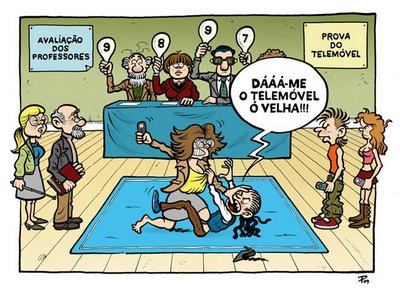 AVALIAÇÃO
DOS
PROFESSORES
9
8
9
7
PROVA
DO
TELEMÓVEL
DÁÁÁ-ME
O TELEMÓVEL
Ó VELHA!!!